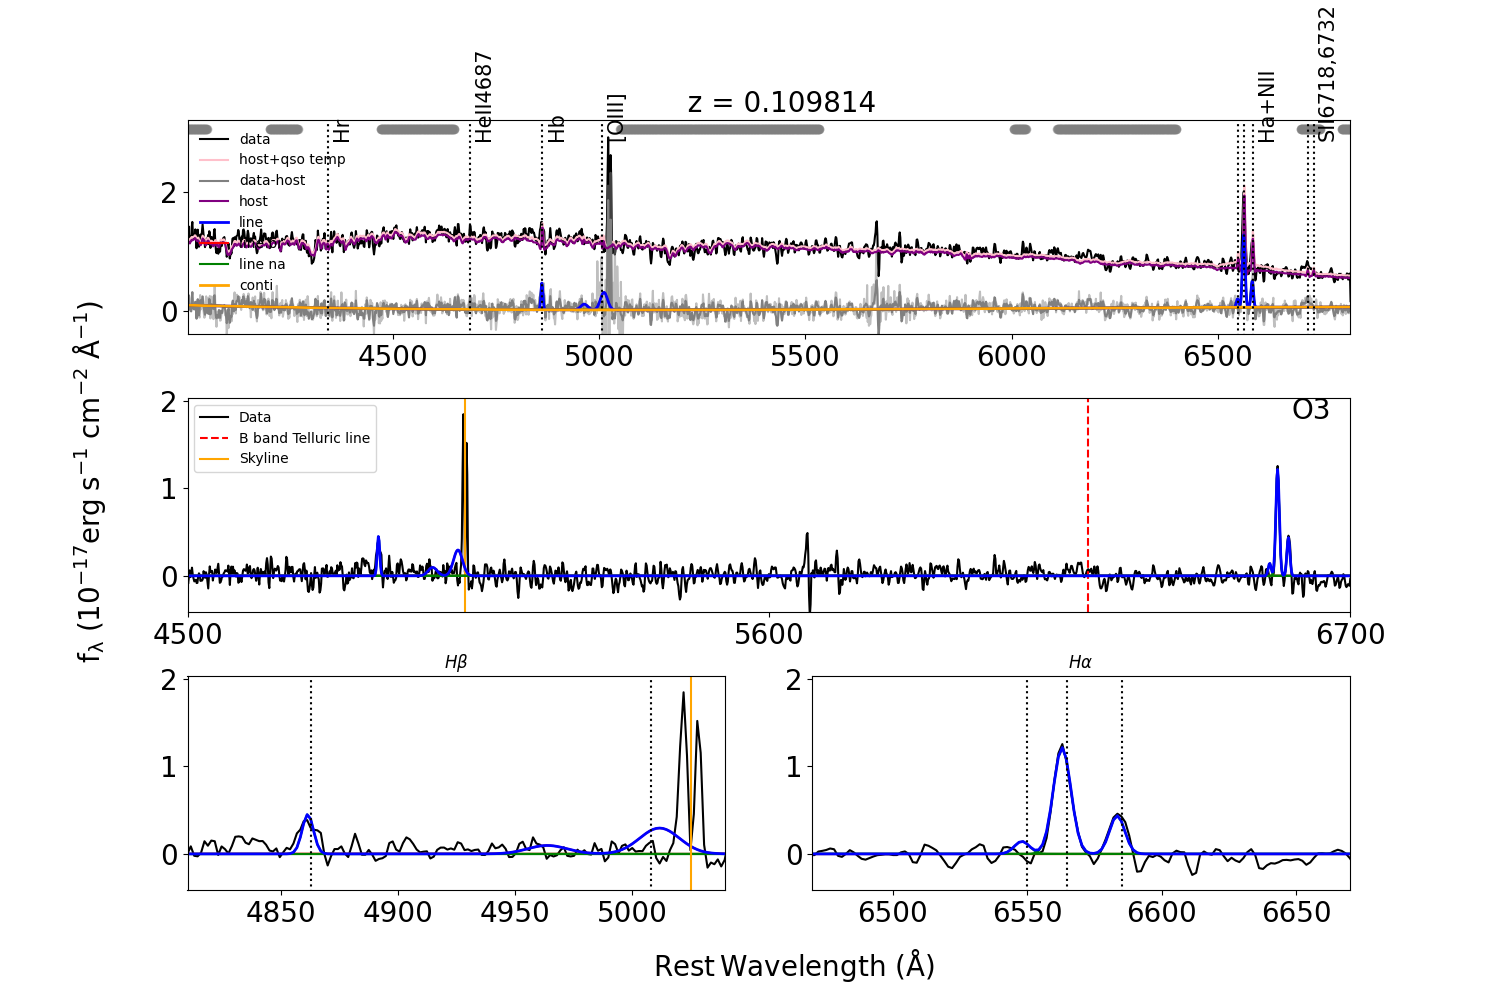 z = 0.109814
Hr
HeII4687
Hb
[OIII]
Ha+NII
SII6718,6732
data
host+qso temp
data-host
host
line
line na
conti
2
0
4500 5000 5500 6000 6500
fλ (10−17erg s−1 cm−2 Å−1)
O3
Data
B band Telluric line
Skyline
2
1
0
4500 5600 6700
Hβ
2
1
0
4850 4900 4950 5000
Hα
2
1
0
6500 6550 6600 6650
Rest Wavelength (Å)